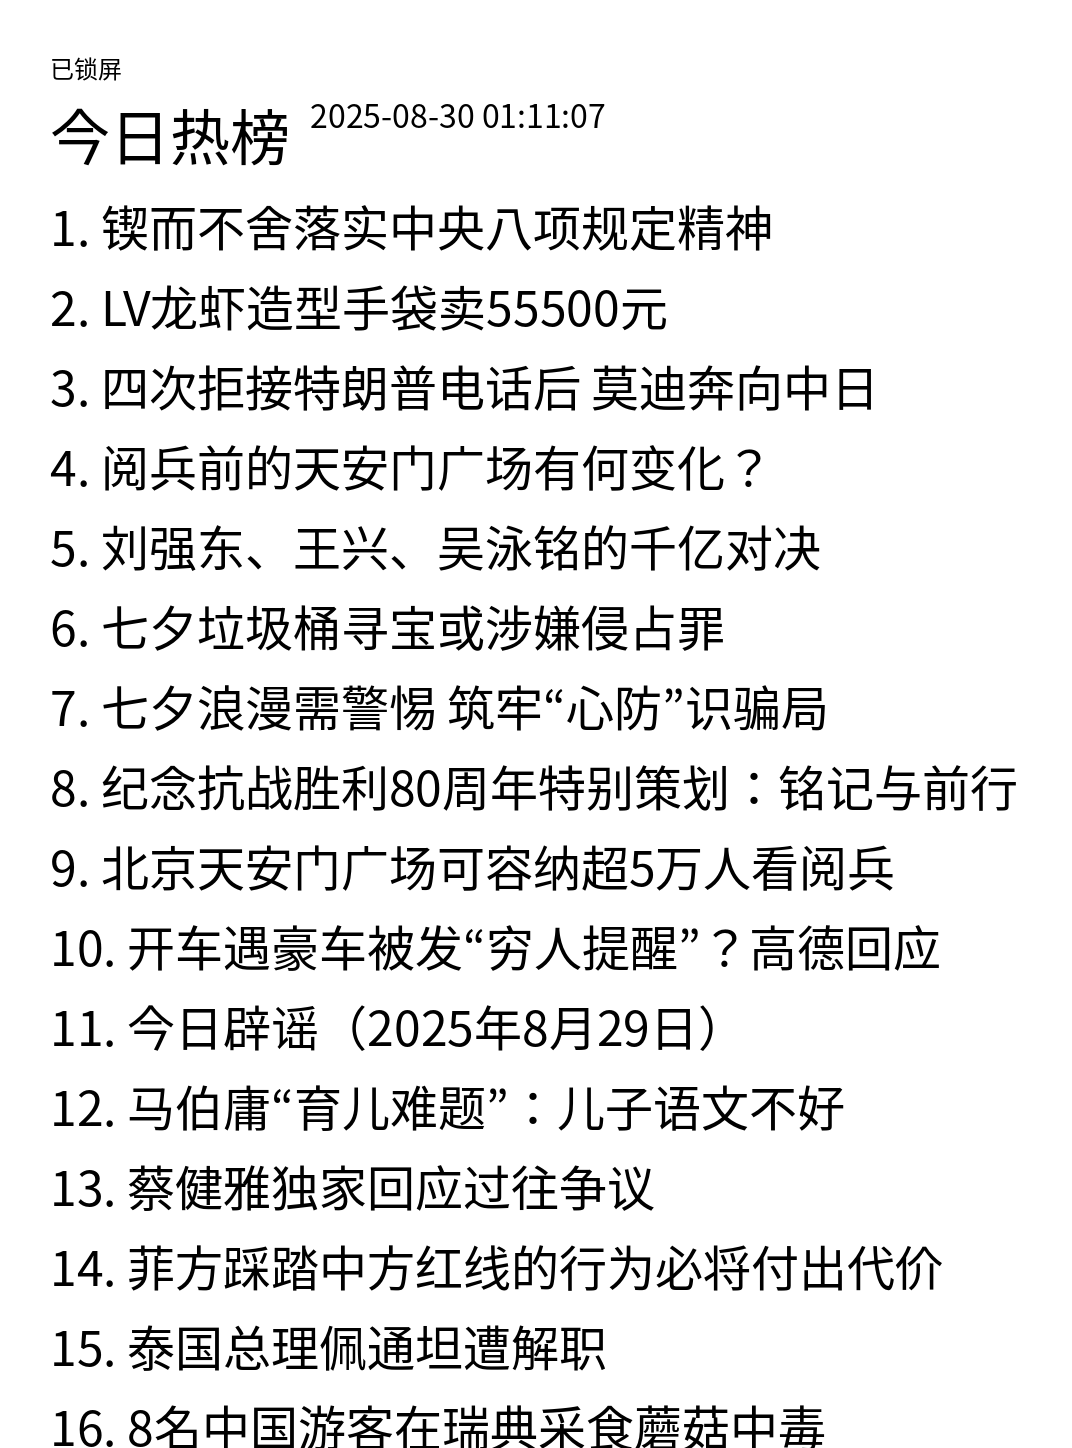 已锁屏
今日热榜 2025-08-30 01:11:07
1. 锲而不舍落实中央八项规定精神
2. LV龙虾造型手袋卖55500元
3. 四次拒接特朗普电话后 莫迪奔向中日
4. 阅兵前的天安门广场有何变化？
5. 刘强东、王兴、吴泳铭的千亿对决
6. 七夕垃圾桶寻宝或涉嫌侵占罪
7. 七夕浪漫需警惕 筑牢“心防”识骗局
8. 纪念抗战胜利80周年特别策划：铭记与前行
9. 北京天安门广场可容纳超5万人看阅兵
10. 开车遇豪车被发“穷人提醒”？高德回应
11. 今日辟谣（2025年8月29日）
12. 马伯庸“育儿难题”：儿子语文不好
13. 蔡健雅独家回应过往争议
14. 菲方踩踏中方红线的行为必将付出代价
15. 泰国总理佩通坦遭解职
16. 8名中国游客在瑞典采食蘑菇中毒